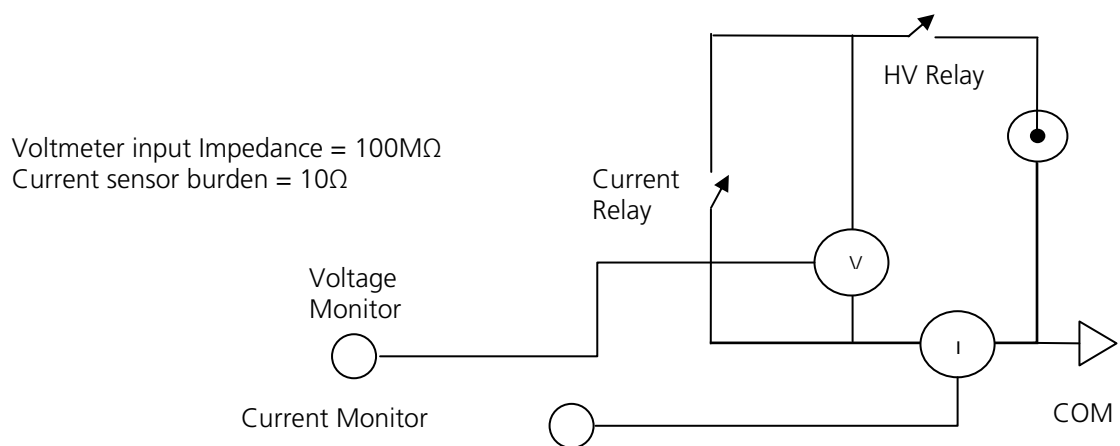 HV Relay
Voltmeter input Impedance = 100MΩ
Current sensor burden = 10Ω
Current
Relay
V
Voltage
Monitor
I
Current Monitor
COM